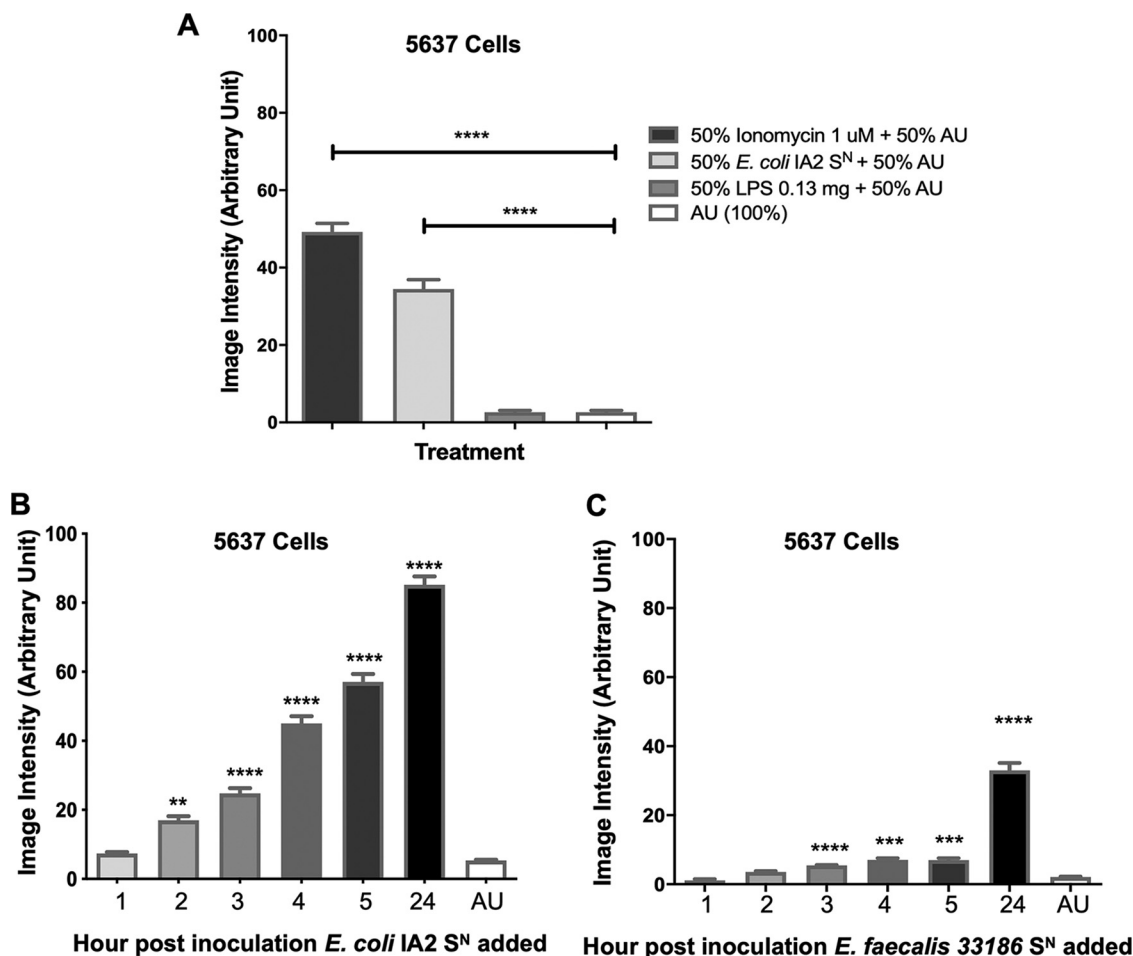 A
5637 Cells
Image Intensity (Arbitrary Unit)
100
80
60
40
20
0
****
****
Treatment
50% Ionomycin 1 uM + 50% AU
50% E. coli IA2 Sᴺ + 50% AU
50% LPS 0.13 mg + 50% AU
AU (100%)
B
5637 Cells
Image Intensity (Arbitrary Unit)
100
80
60
40
20
0
**
****
****
****
****
1 2 3 4 5 24 AU
Hour post inoculation E. coli IA2 Sᴺ added
C
5637 Cells
Image Intensity (Arbitrary Unit)
100
80
60
40
20
0
****
***
***
****
1 2 3 4 5 24 AU
Hour post inoculation E. faecalis 33186 Sᴺ added